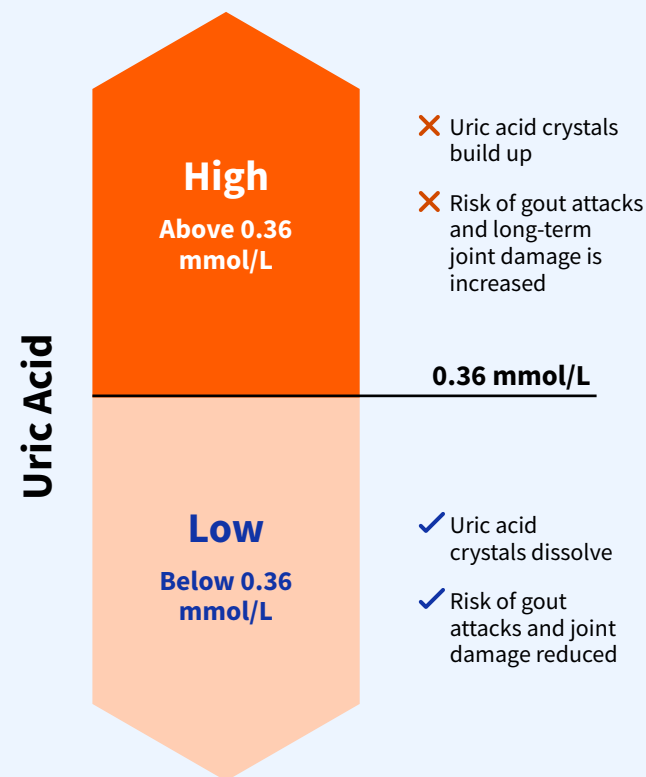 Uric Acid
High
Above 0.36
mmol/L
Uric acid crystals
build up
Risk of gout attacks
and long-term
joint damage is
increased
0.36 mmol/L
Low
Below 0.36
mmol/L
Uric acid
crystals dissolve
Risk of gout
attacks and joint
damage reduced